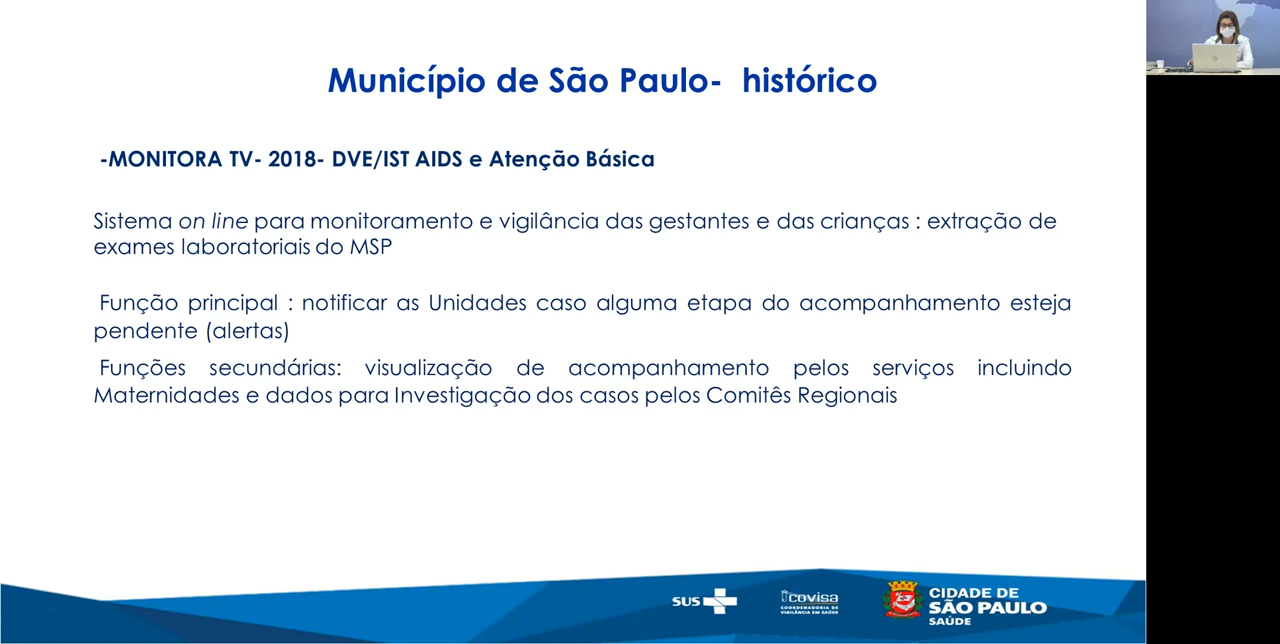 Município de São Paulo- histórico
-MONITORA TV- 2018- DVE/IST AIDS e Atenção Básica
Sistema on line para monitoramento e vigilância das gestantes e das crianças : extração de
exames laboratoriais do MSP
Função principal : notificar as Unidades caso alguma etapa do acompanhamento esteja
pendente (alertas)
Funções secundárias: visualização de acompanhamento pelos serviços incluindo
Maternidades e dados para Investigação dos casos pelos Comitês Regionais
SUS
covisa
COORDENADORIA DE
VIGILÂNCIA EM SAÚDE
CIDADE DE
SÃO PAULO
SAÚDE